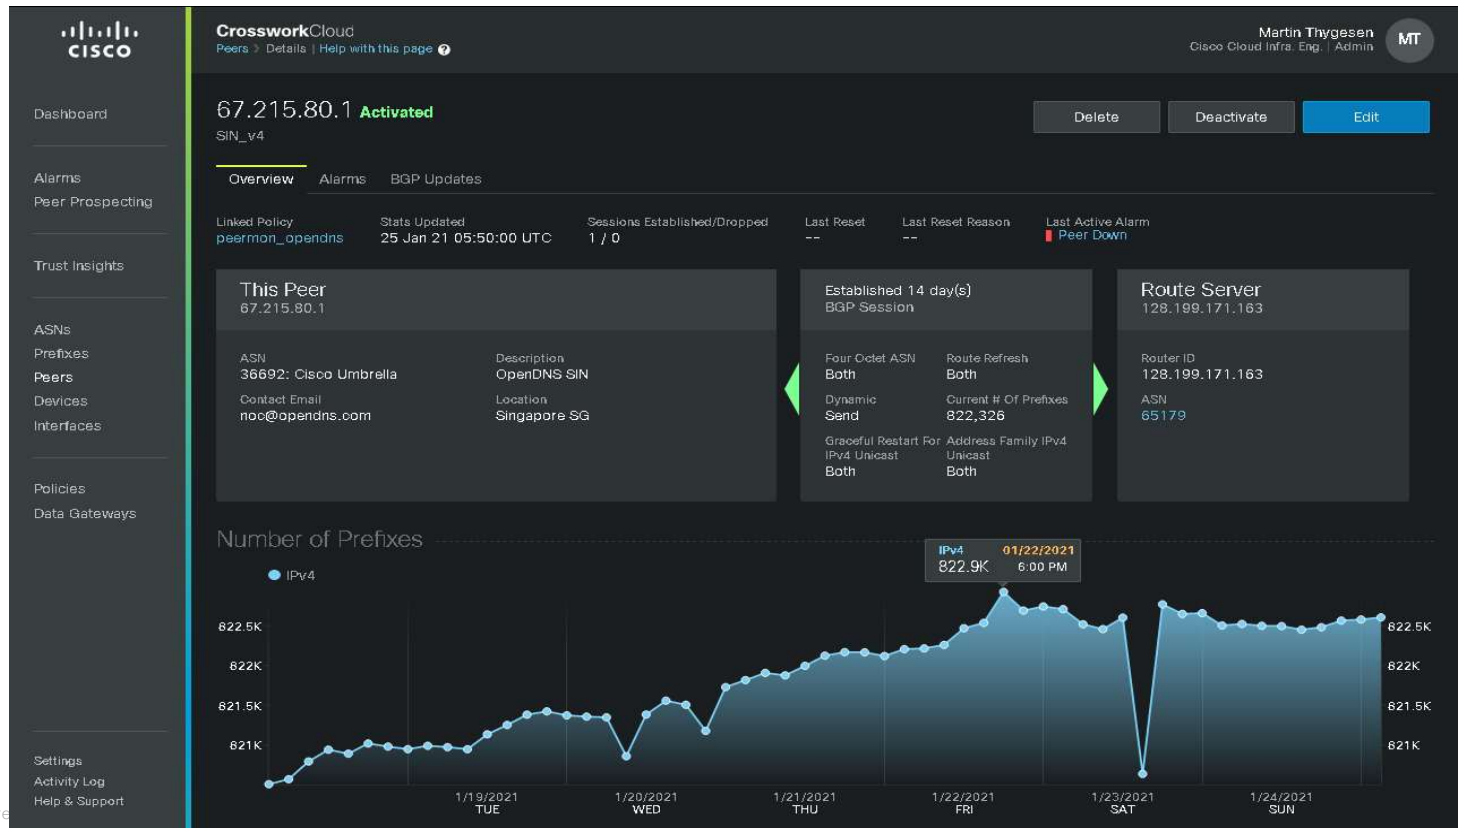 CISCO
CrossworkCloud
Peers > Details | Help with this page ?
Martin Thygesen
Cisco Cloud Infra. Eng. | Admin
MT
Dashboard
Alarms
Peer Prospecting
Trust Insights
ASNs
Prefixes
Peers
Devices
Interfaces
Policies
Data Gateways
Settings
Activity Log
Help & Support
67.215.80.1 Activated
SIN_v4
Delete
Deactivate
Edit
Overview Alarms BGP Updates
Linked Policy
peermon_opendns
Stats Updated
25 Jan 21 05:50:00 UTC
Sessions Established/Dropped
1 / 0
Last Reset
--
Last Reset Reason
--
Last Active Alarm
Peer Down
This Peer
67.215.80.1
ASN
36692: Cisco Umbrella
Description
OpenDNS SIN
Contact Email
noc@opendns.com
Location
Singapore SG
Established 14 day(s)
BGP Session
Four Octet ASN
Both
Route Refresh
Both
Dynamic
Send
Current # Of Prefixes
822,326
Graceful Restart For
IPv4 Unicast
Both
Address Family IPv4
Unicast
Both
Route Server
128.199.171.163
Router ID
128.199.171.163
ASN
65179
Number of Prefixes
IPv4
IPv4 01/22/2021
822.9K 6:00 PM
822.5K
822K
821.5K
821K
822.5K
822K
821.5K
821K
1/19/2021
TUE
1/20/2021
WED
1/21/2021
THU
1/22/2021
FRI
1/23/2021
SAT
1/24/2021
SUN